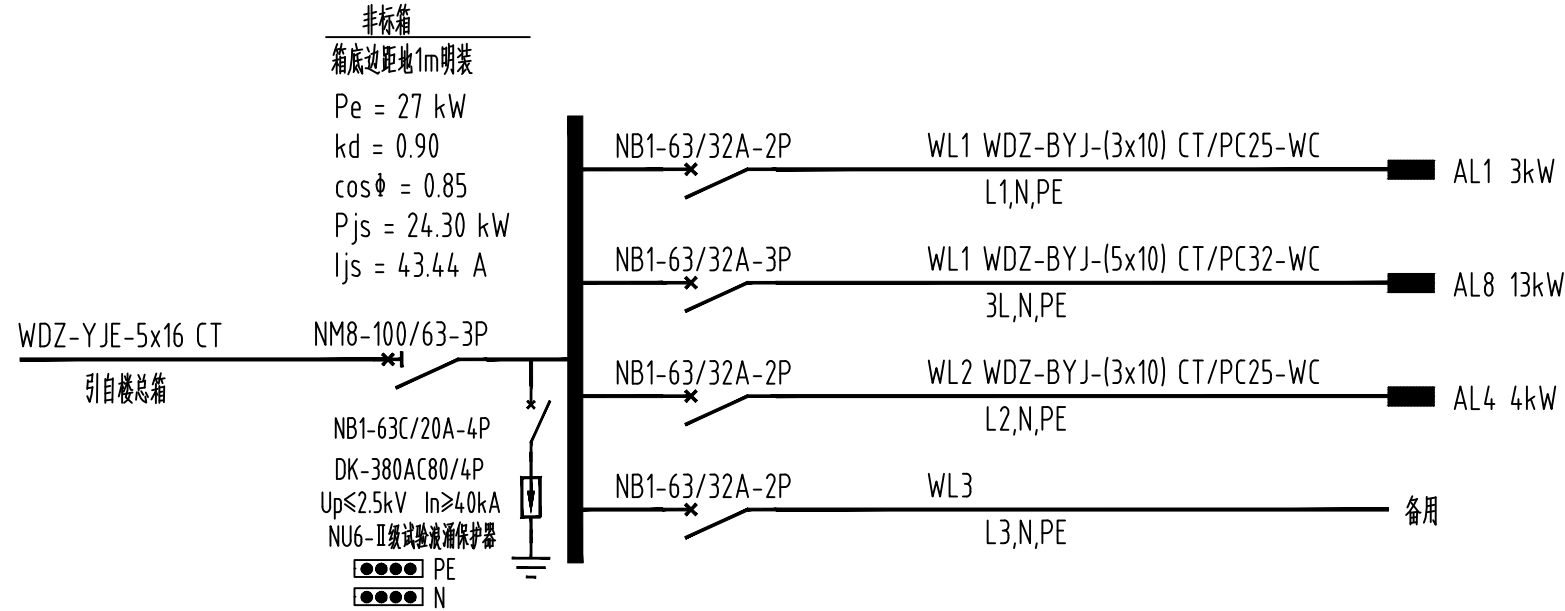 非标箱
箱底边距地1m明装
Pe = 27 kW
kd = 0.90
cosΦ = 0.85
Pjs = 24.30 kW
Ijs = 43.44 A
WDZ-YJE-5x16 CT
引自楼总箱
NM8-100/63-3P
NB1-63C/20A-4P
DK-380AC80/4P
Up≤2.5kV In≥40kA
NU6-Ⅱ级试验浪涌保护器
PE
N
NB1-63/32A-2P WL1 WDZ-BYJ-(3x10) CT/PC25-WC
L1,N,PE
AL1 3kW
NB1-63/32A-3P WL1 WDZ-BYJ-(5x10) CT/PC32-WC
3L,N,PE
AL8 13kW
NB1-63/32A-2P WL2 WDZ-BYJ-(3x10) CT/PC25-WC
L2,N,PE
AL4 4kW
NB1-63/32A-2P WL3
L3,N,PE
备用